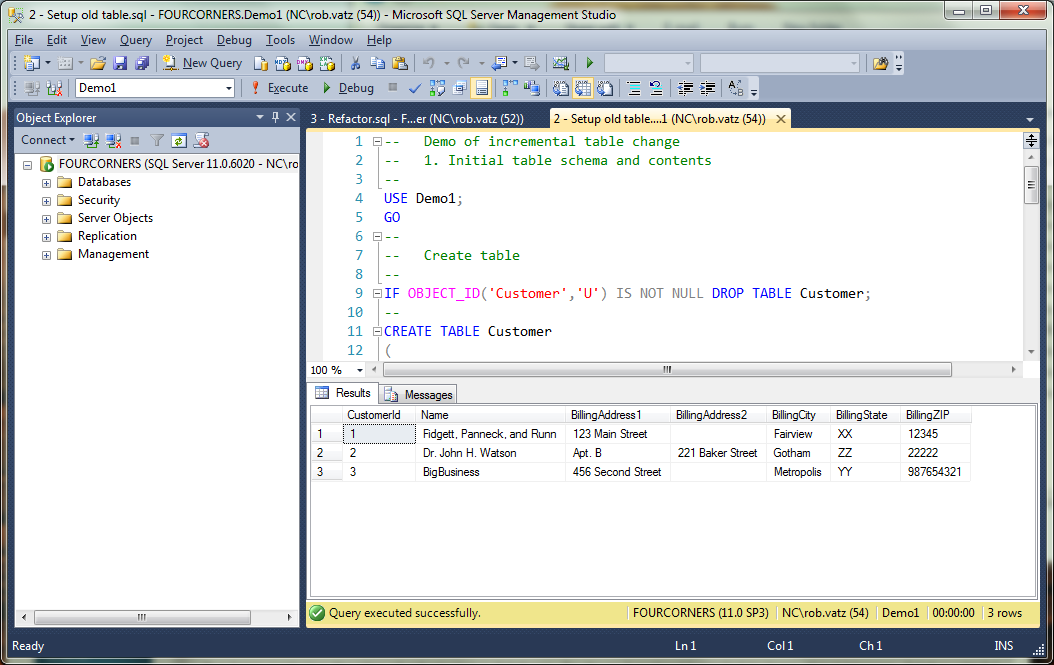 2 - Setup old table.sql - FOURCORNERS.Demo1 (NC\rob.vatz (54)) - Microsoft SQL Server Management Studio
File Edit View Query Project Debug Tools Window Help
New Query
Demo1 Execute Debug
Object Explorer
Connect
FOURCORNERS (SQL Server 11.0.6020 - NC\ro
Databases
Security
Server Objects
Replication
Management
3 - Refactor.sql - F...er (NC\rob.vatz (52)) 2 - Setup old table....1 (NC\rob.vatz (54))
1 -- Demo of incremental table change
2 -- 1. Initial table schema and contents
3 --
4 USE Demo1;
5 GO
6 --
7 -- Create table
8 --
9 IF OBJECT_ID('Customer','U') IS NOT NULL DROP TABLE Customer;
10 --
11 CREATE TABLE Customer
12 (
100 %
Results Messages
CustomerId Name BillingAddress1 BillingAddress2 BillingCity BillingState BillingZIP
1 1 Fidgett, Panneck, and Runn 123 Main Street Fairview XX 12345
2 2 Dr. John H. Watson Apt. B 221 Baker Street Gotham ZZ 22222
3 3 BigBusiness 456 Second Street Metropolis YY 987654321
Query executed successfully. FOURCORNERS (11.0 SP3) NC\rob.vatz (54) Demo1 00:00:00 3 rows
Ready Ln 1 Col 1 Ch 1 INS